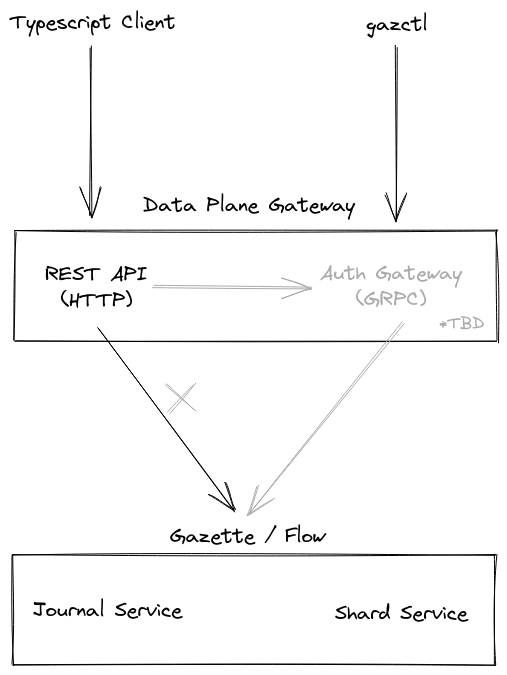 Typescript Client
gazctl
Data Plane Gateway
REST API
(HTTP)
Auth Gateway
(GRPC)
*TBD
Gazette / Flow
Journal Service
Shard Service